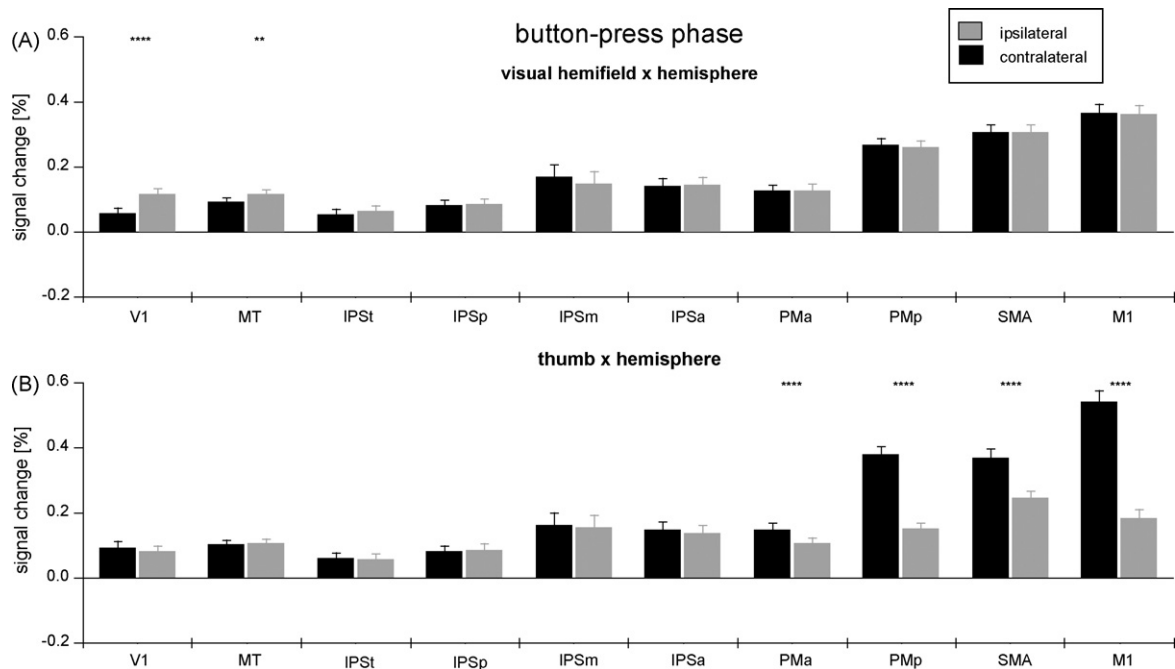 (A)
button-press phase
visual hemifield x hemisphere
ipsilateral
contralateral
**** **
signal change [%]
0.6
0.4
0.2
0.0
-0.2
V1 MT IPSt IPSp IPSm IPSa PMa PMp SMA M1
(B)
thumb x hemisphere
**** **** **** ****
signal change [%]
0.6
0.4
0.2
0.0
-0.2
V1 MT IPSt IPSp IPSm IPSa PMa PMp SMA M1